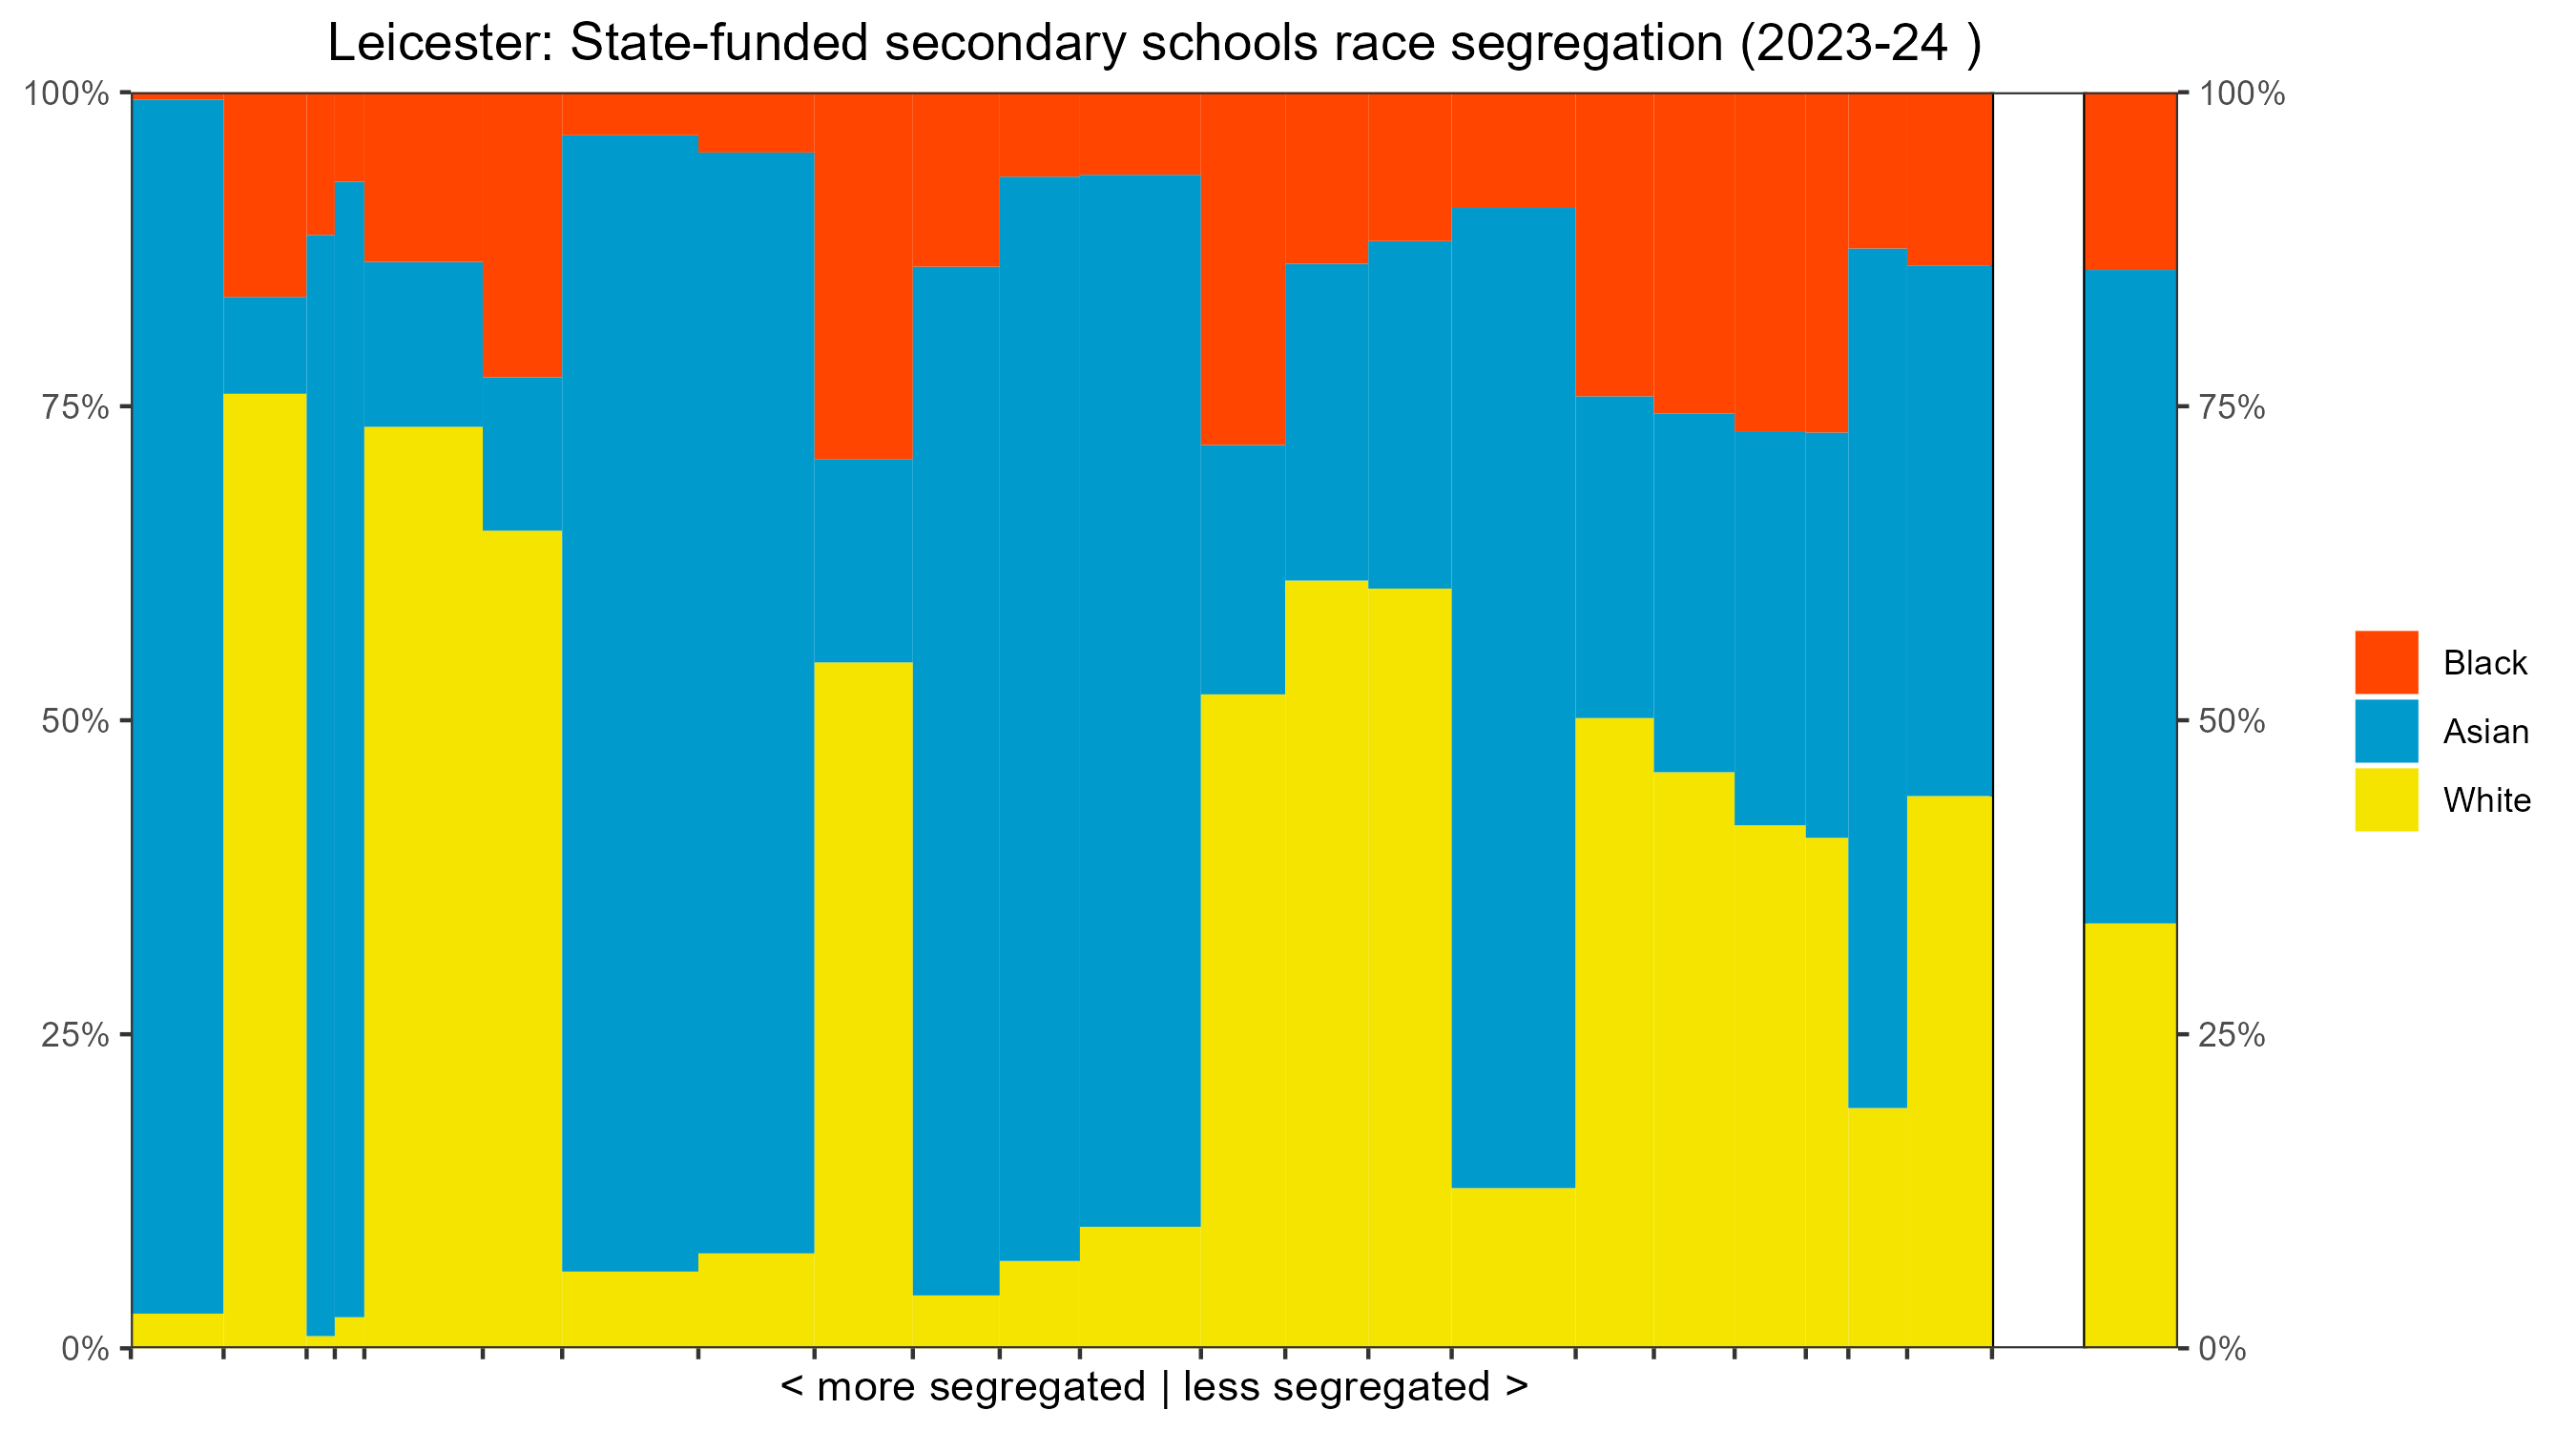 Leicester: State-funded secondary schools race segregation (2023-24 )
100%
75%
50%
25%
0%
100%
75%
50%
25%
0%
Black
Asian
White
< more segregated | less segregated >